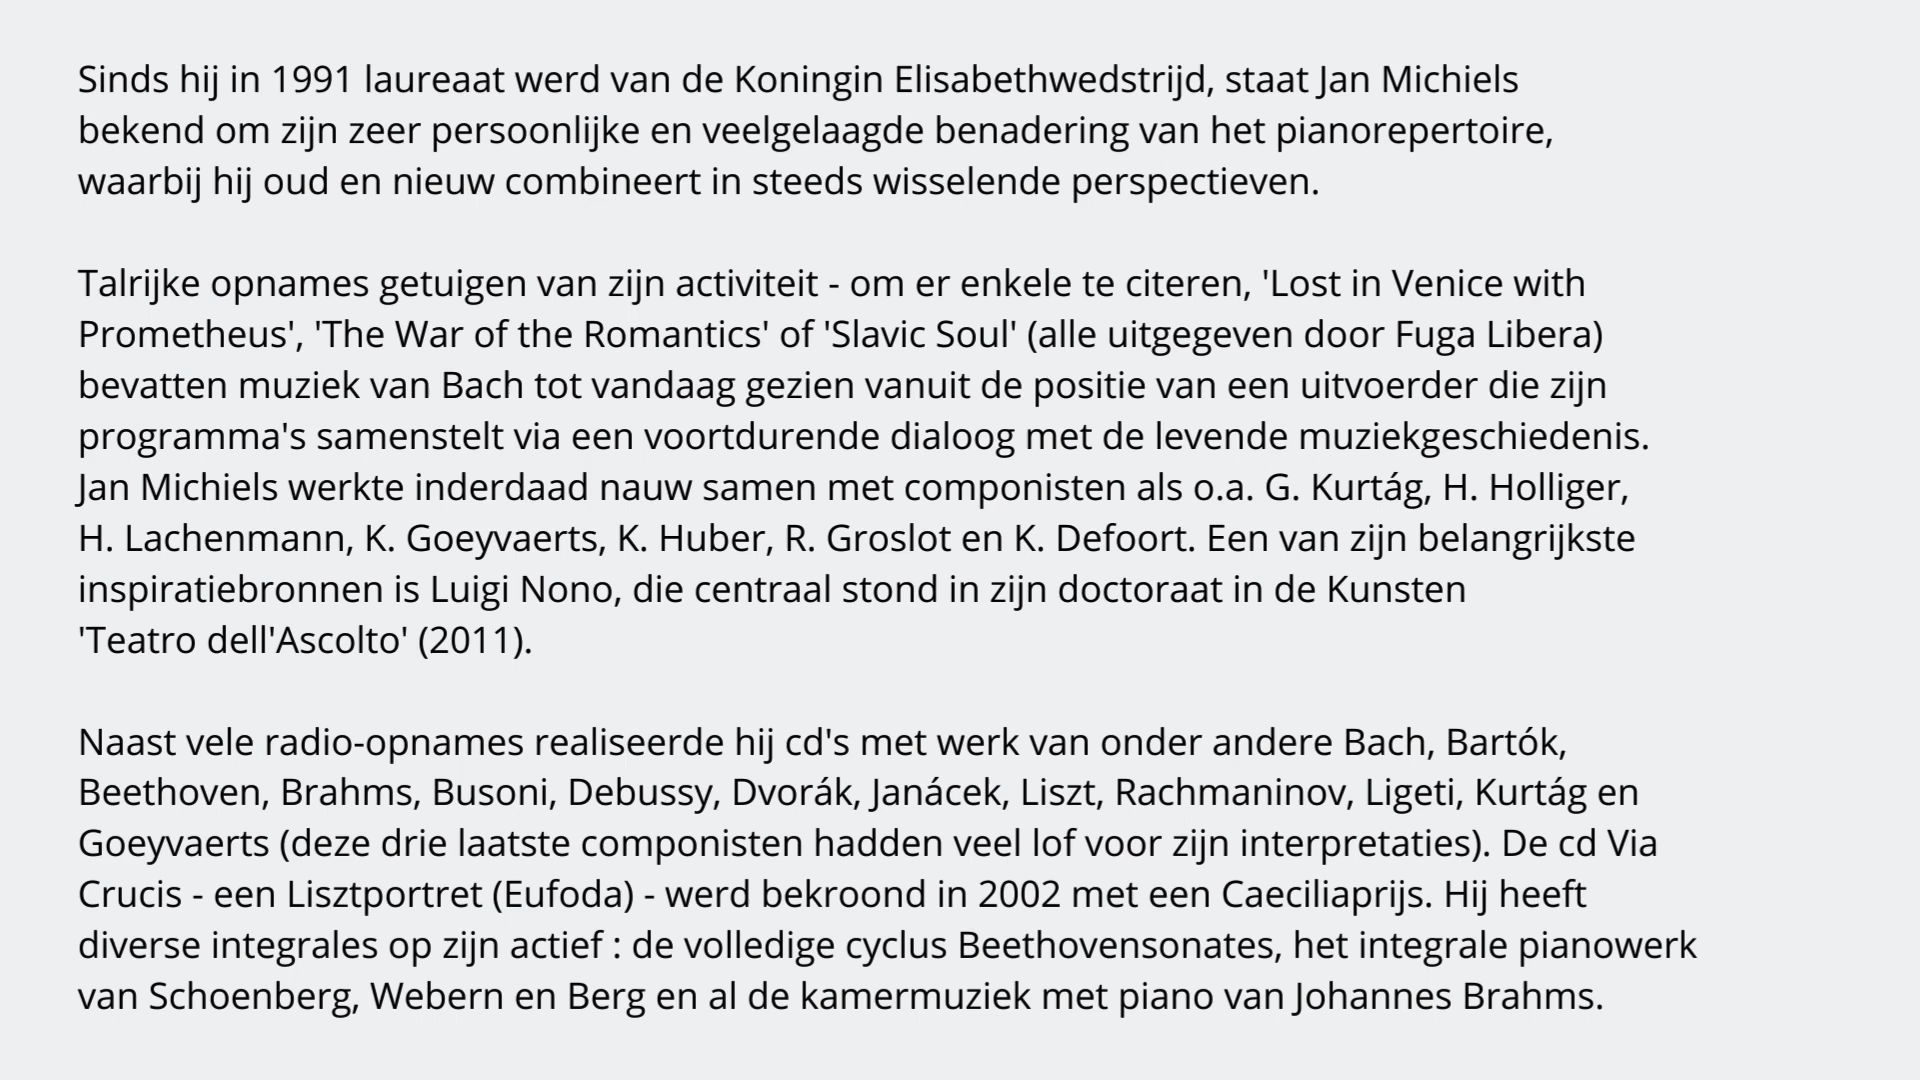 Sinds hij in 1991 laureaat werd van de Koningin Elisabethwedstrijd, staat Jan Michiels
bekend om zijn zeer persoonlijke en veelgelaagde benadering van het pianorepertoire,
waarbij hij oud en nieuw combineert in steeds wisselende perspectieven.
Talrijke opnames getuigen van zijn activiteit - om er enkele te citeren, 'Lost in Venice with
Prometheus', 'The War of the Romantics' of 'Slavic Soul' (alle uitgegeven door Fuga Libera)
bevatten muziek van Bach tot vandaag gezien vanuit de positie van een uitvoerder die zijn
programma's samenstelt via een voortdurende dialoog met de levende muziekgeschiedenis.
Jan Michiels werkte inderdaad nauw samen met componisten als o.a. G. Kurtág, H. Holliger,
H. Lachenmann, K. Goeyvaerts, K. Huber, R. Groslot en K. Defoort. Een van zijn belangrijkste
inspiratiebronnen is Luigi Nono, die centraal stond in zijn doctoraat in de Kunsten
'Teatro dell'Ascolto' (2011).
Naast vele radio-opnames realiseerde hij cd's met werk van onder andere Bach, Bartók,
Beethoven, Brahms, Busoni, Debussy, Dvorák, Janácek, Liszt, Rachmaninov, Ligeti, Kurtág en
Goeyvaerts (deze drie laatste componisten hadden veel lof voor zijn interpretaties). De cd Via
Crucis - een Lisztportret (Eufoda) - werd bekroond in 2002 met een Caeciliaprijs. Hij heeft
diverse integrales op zijn actief : de volledige cyclus Beethovensonates, het integrale pianowerk
van Schoenberg, Webern en Berg en al de kamermuziek met piano van Johannes Brahms.